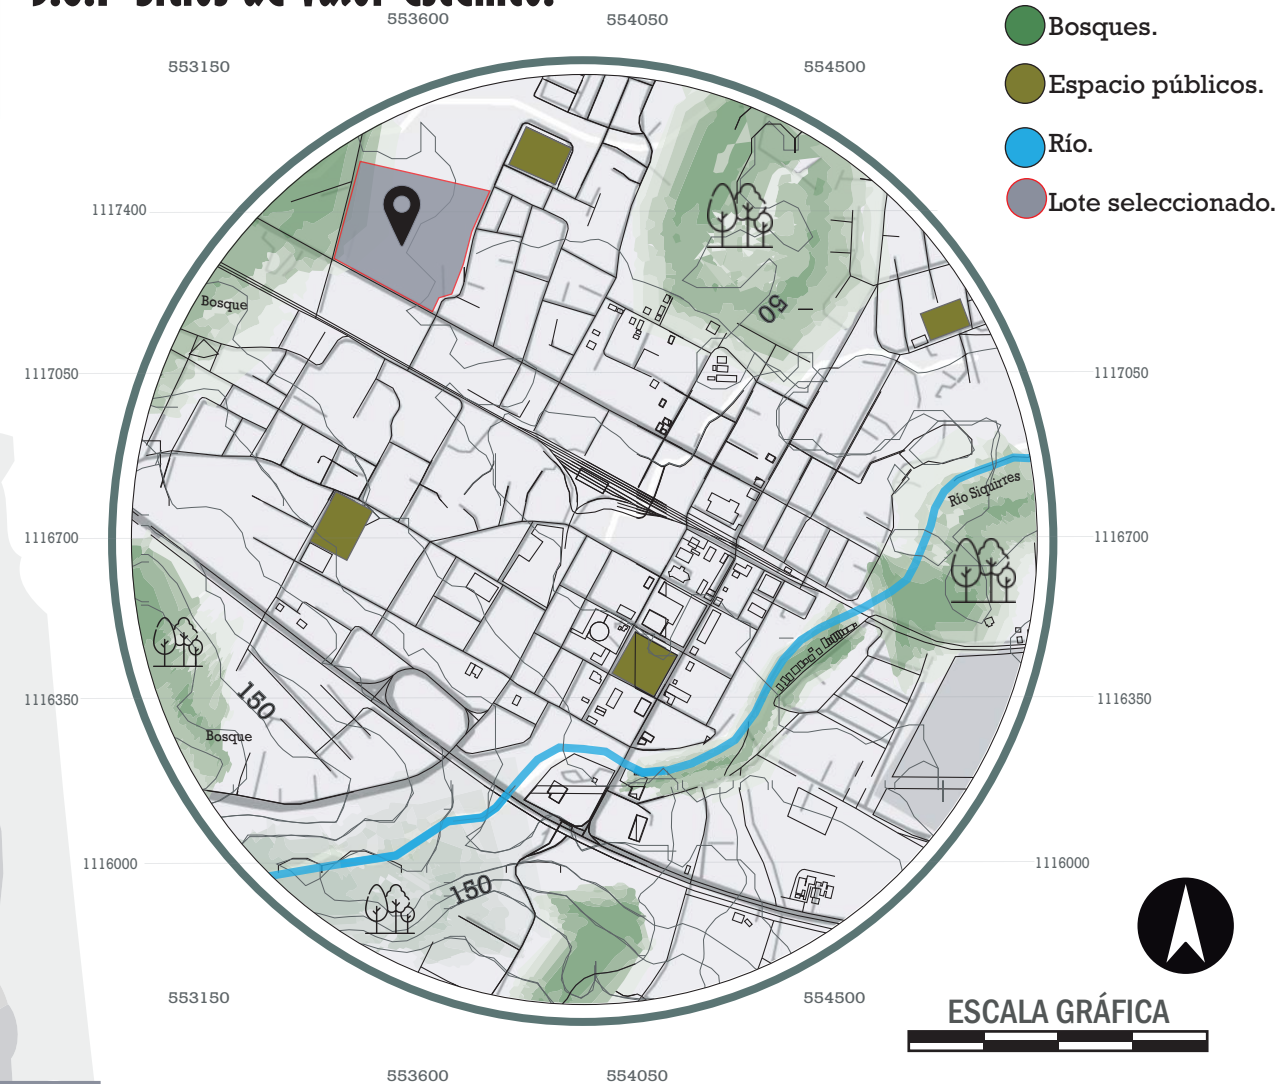 553600 554050
553150 554500
Bosques.
Espacio públicos.
Río.
Lote seleccionado.
1117400
50
Bosque
1117050 1117050
Río Siquirres
1116700 1116700
150
1116350 1116350
Bosque
1116000 1116000
150
553150 554500
ESCALA GRÁFICA
553600 554050